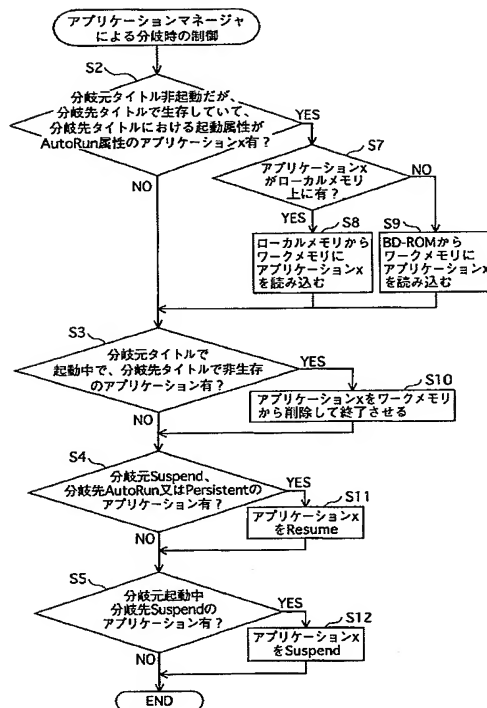 アプリケーションマネージャ
による分岐時の制御
S2
分岐元タイトル非起動だが、
分岐先タイトルで生存していて、
分岐先タイトルにおける起動属性が
AutoRun属性のアプリケーションx有?
YES
NO
S7
アプリケーションx
がローカルメモリ
上に有?
NO
YES
S8
ローカルメモリから
ワークメモリに
アプリケーションx
を読み込む
S9
BD-ROMから
ワークメモリに
アプリケーションx
を読み込む
S3
分岐元タイトルで
起動中で、分岐先タイトルで非生存
のアプリケーション有?
YES
NO
S10
アプリケーションxをワークメモリ
から削除して終了させる
S4
分岐元Suspend、
分岐先AutoRun又はPersistentの
アプリケーション有?
YES
NO
S11
アプリケーションx
をResume
S5
分岐元起動中
分岐先Suspendの
アプリケーション有?
YES
NO
S12
アプリケーションx
をSuspend
END